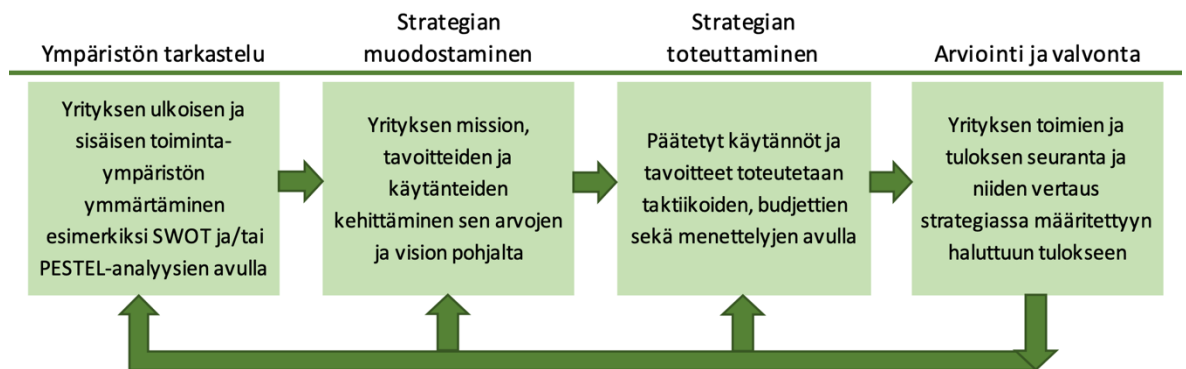 Ympäristön tarkastelu
Strategian
muodostaminen
Strategian
toteuttaminen
Arviointi ja valvonta
Yrityksen ulkoisen ja
sisäisen toiminta-
ympäristön
ymmärtäminen
esimerkiksi SWOT ja/tai
PESTEL-analyysien avulla
Yrityksen mission,
tavoitteiden ja
käytänteiden
kehittäminen sen arvojen
ja vision pohjalta
Päätetyt käytännöt ja
tavoitteet toteutetaan
taktiikoiden, budjettien
sekä menettelyjen avulla
Yrityksen toimien ja
tuloksen seuranta ja
niiden vertaus
strategiassa määritettyyn
haluttuun tulokseen